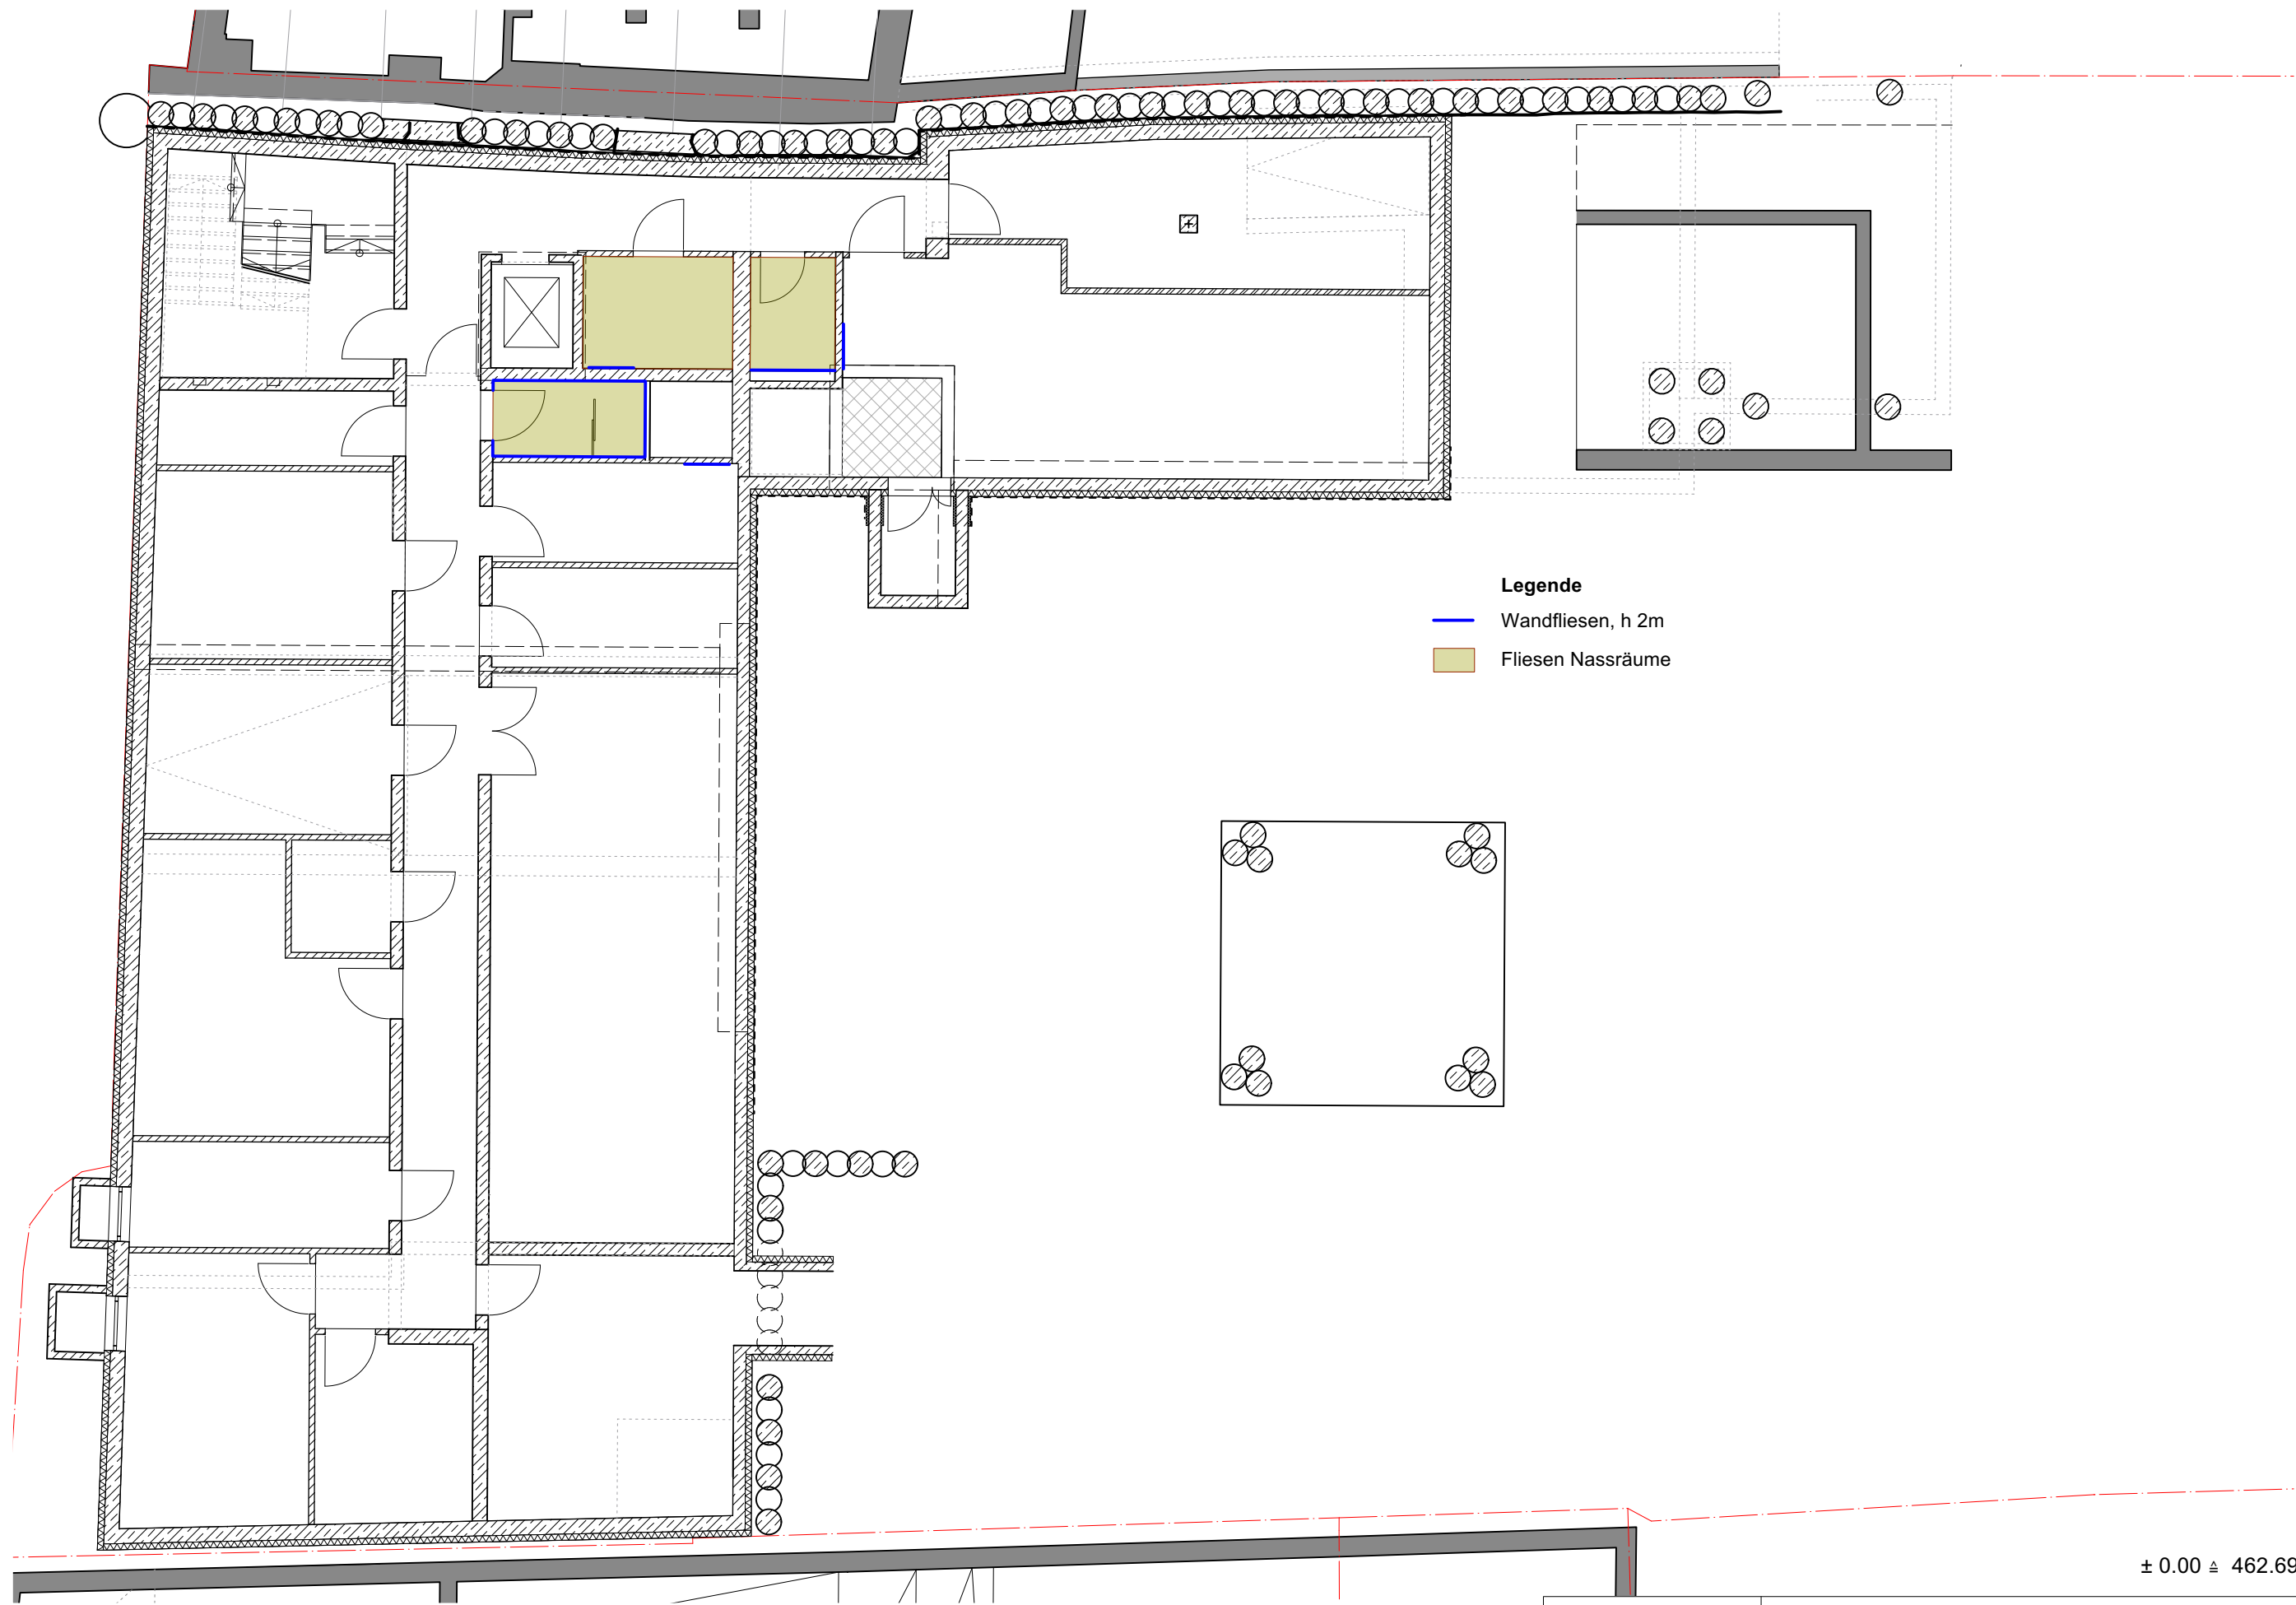 Legende
Wandfliesen, h 2m
Fliesen Nassräume
± 0.00 ≙ 462.69